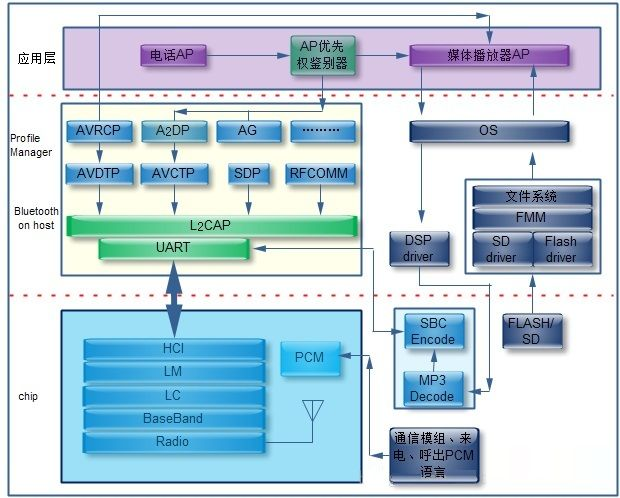 应用层
电话AP
AP优先
权鉴别器
媒体播放器AP
Profile
Manager
AVRCP
A2DP
AG
………
OS
AVDTP
AVCTP
SDP
RFCOMM
文件系统
FMM
Bluetooth
on host
L2CAP
UART
DSP
driver
SD
driver
Flash
driver
chip
HCI
LM
LC
BaseBand
Radio
PCM
SBC
Encode
MP3
Decode
FLASH/
SD
通信模组、来
电、呼出PCM
语言